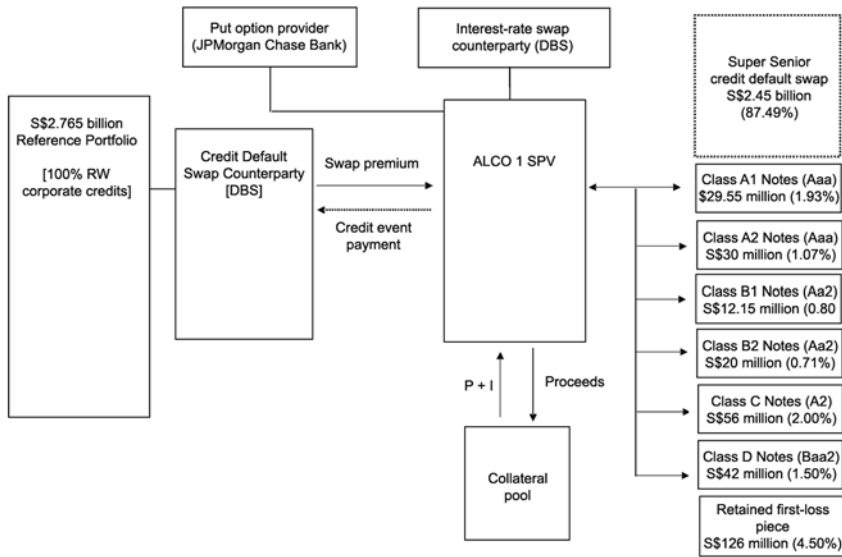 Put option provider
(JPMorgan Chase Bank)
Interest-rate swap
counterparty (DBS)
Super Senior
credit default swap
S$2.45 billion
(87.49%)
S$2.765 billion
Reference Portfolio
[100% RW
corporate credits]
Credit Default
Swap Counterparty
[DBS]
Swap premium
Credit event
payment
ALCO 1 SPV
Class A1 Notes (Aaa)
$29.55 million (1.93%)
Class A2 Notes (Aaa)
S$30 million (1.07%)
Class B1 Notes (Aa2)
S$12.15 million (0.80
Class B2 Notes (Aa2)
S$20 million (0.71%)
Class C Notes (A2)
S$56 million (2.00%)
Class D Notes (Baa2)
S$42 million (1.50%)
P + I
Proceeds
Collateral
pool
Retained first-loss
piece
S$126 million (4.50%)